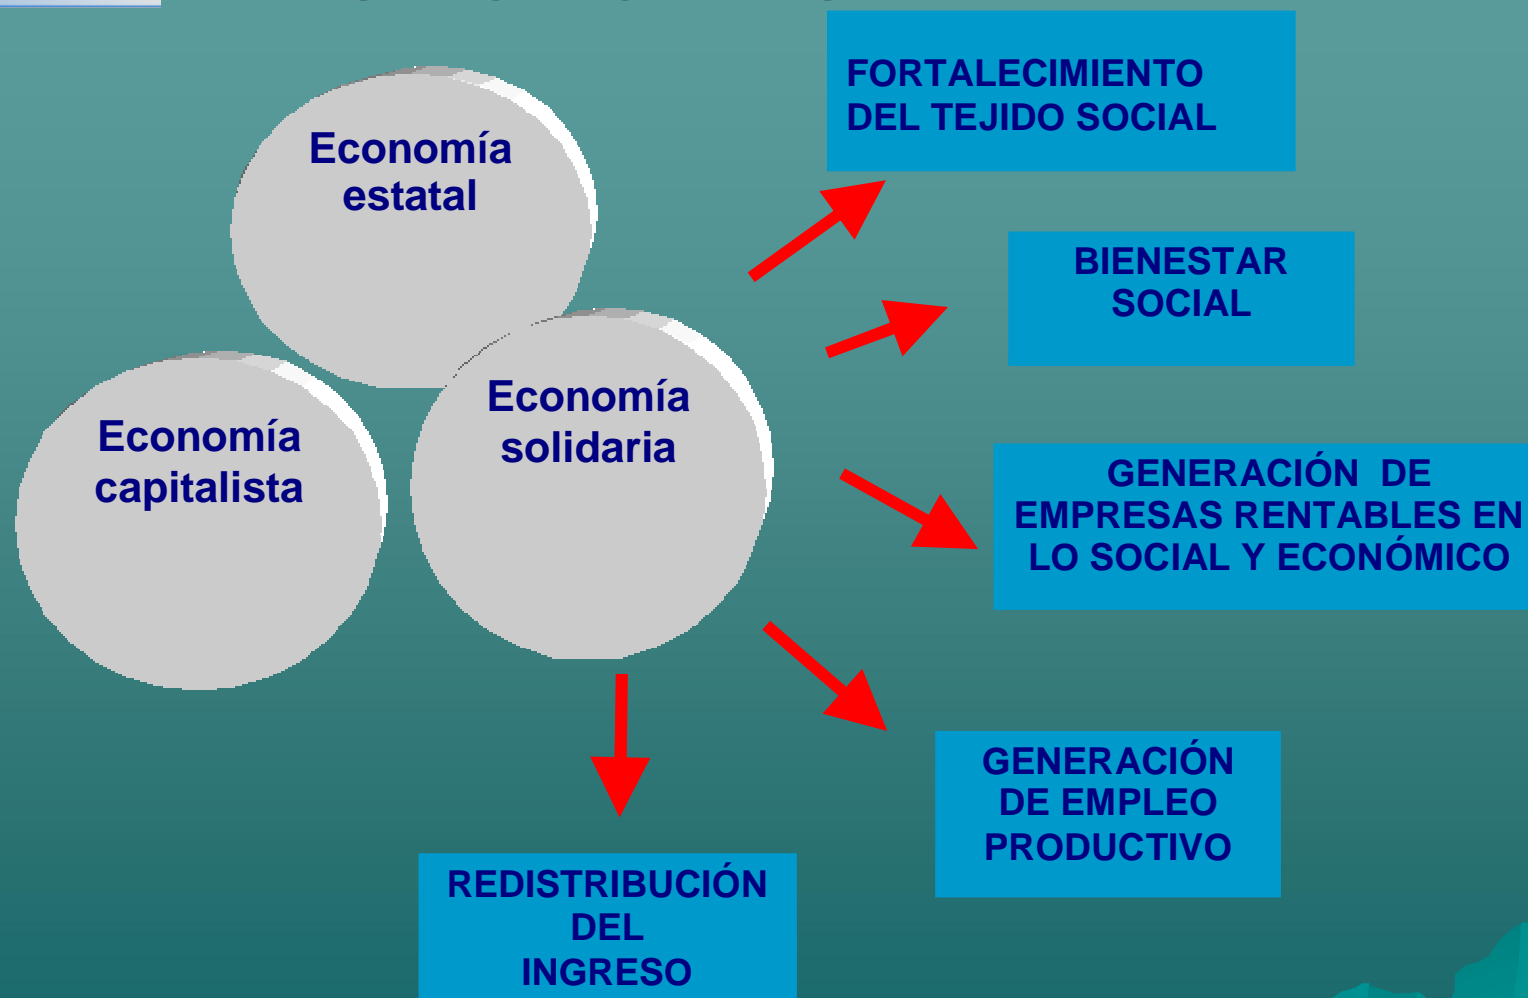 Economía
estatal
Economía
capitalista
Economía
solidaria
FORTALECIMIENTO
DEL TEJIDO SOCIAL
BIENESTAR
SOCIAL
GENERACIÓN DE
EMPRESAS RENTABLES EN
LO SOCIAL Y ECONÓMICO
GENERACIÓN
DE EMPLEO
PRODUCTIVO
REDISTRIBUCIÓN
DEL
INGRESO